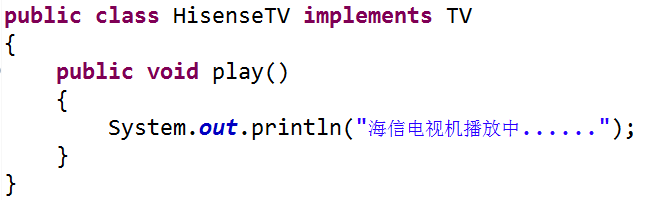 public class HisenseTV implements TV
{
    public void play()
    {
        System.out.println("海信电视机播放中......");
    }
}